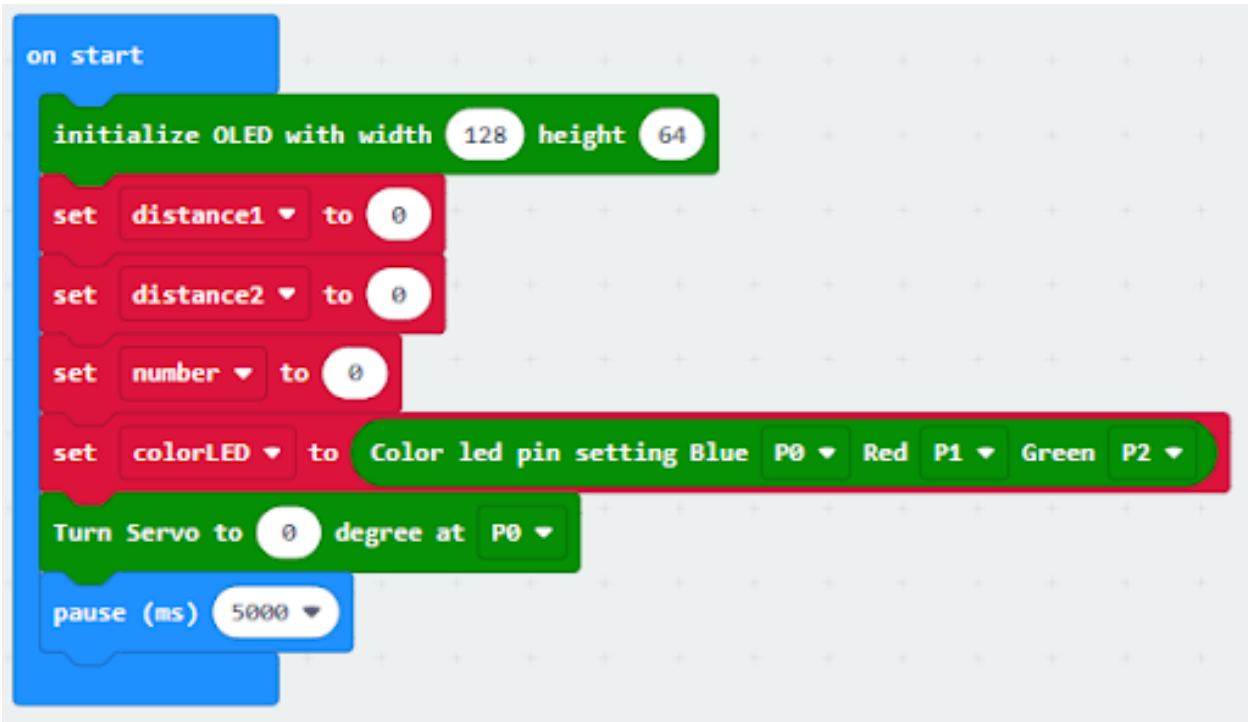 on start
initialize OLED with width 128 height 64
set distance1 to 0
set distance2 to 0
set number to 0
set colorLED to Color led pin setting Blue P0 Red P1 Green P2
Turn Servo to 0 degree at P0
pause (ms) 5000